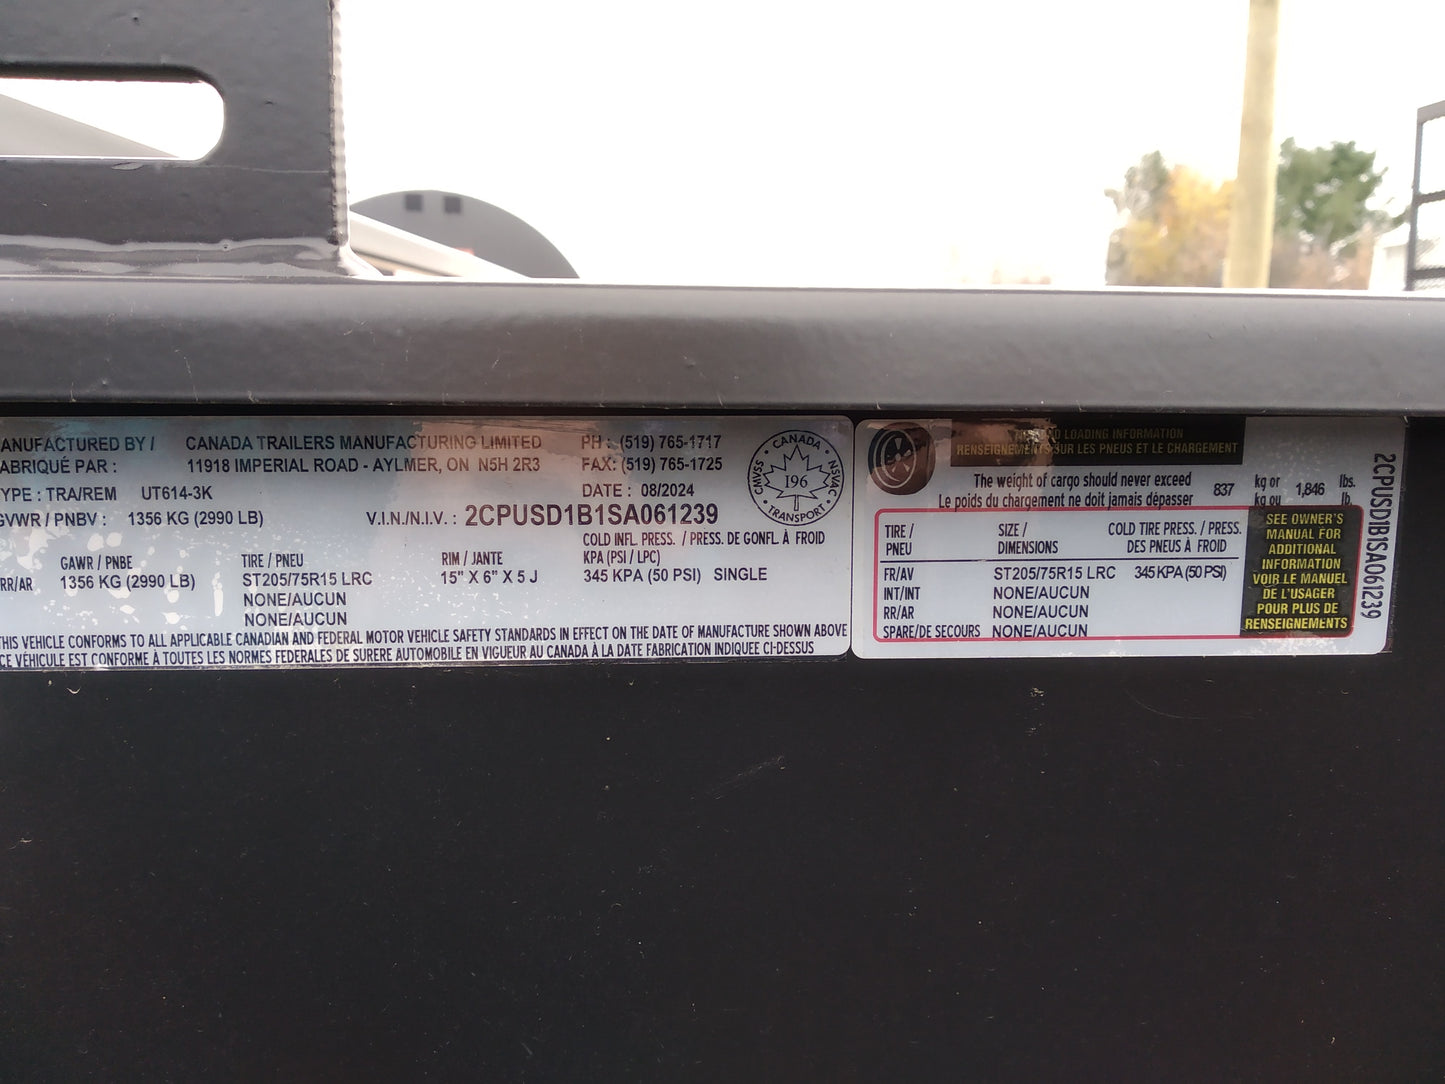 ANUFACTURED BY / CANADA TRAILERS MANUFACTURING LIMITED PH : (519) 765-1717
ABRIQUÉ PAR : 11918 IMPERIAL ROAD - AYLMER, ON N5H 2R3 FAX: (519) 765-1725
YPE : TRA/REM UT614-3K DATE : 08/2024
GVWR / PNBV : 1356 KG (2990 LB) V.I.N./N.I.V. : 2CPUSD1B1SA061239
COLD INFL. PRESS. / PRESS. DE GONFL. À FROID
GAWR / PNBE TIRE / PNEU RIM / JANTE KPA (PSI / LPC)
RR/AR 1356 KG (2990 LB) ST205/75R15 LRC 15" X 6" X 5 J 345 KPA (50 PSI) SINGLE
NONE/AUCUN
NONE/AUCUN
THIS VEHICLE CONFORMS TO ALL APPLICABLE CANADIAN AND FEDERAL MOTOR VEHICLE SAFETY STANDARDS IN EFFECT ON THE DATE OF MANUFACTURE SHOWN ABOVE
CE VÉHICULE EST CONFORME À TOUTES LES NORMES FEDERALES DE SURERE AUTOMOBILE EN VIGUEUR AU CANADA À LA DATE FABRICATION INDIQUEE CI-DESSUS
CANADA
CMVSS
NSVAC
196
TRANSPORT
LOADING INFORMATION
RENSEIGNEMENTS SUR LES PNEUS ET LE CHARGEMENT
The weight of cargo should never exceed 837 kg or 1,846 lbs.
Le poids du chargement ne doit jamais dépasser kg ou lb.
TIRE / SIZE / COLD TIRE PRESS. / PRESS.
PNEU DIMENSIONS DES PNEUS À FROID
FR/AV ST205/75R15 LRC 345 KPA (50 PSI)
INT/INT NONE/AUCUN
RR/AR NONE/AUCUN
SPARE/DE SECOURS NONE/AUCUN
SEE OWNER'S
MANUAL FOR
ADDITIONAL
INFORMATION
VOIR LE MANUEL
DE L'USAGER
POUR PLUS DE
RENSEIGNEMENTS
2CPUSD1B1SA061239